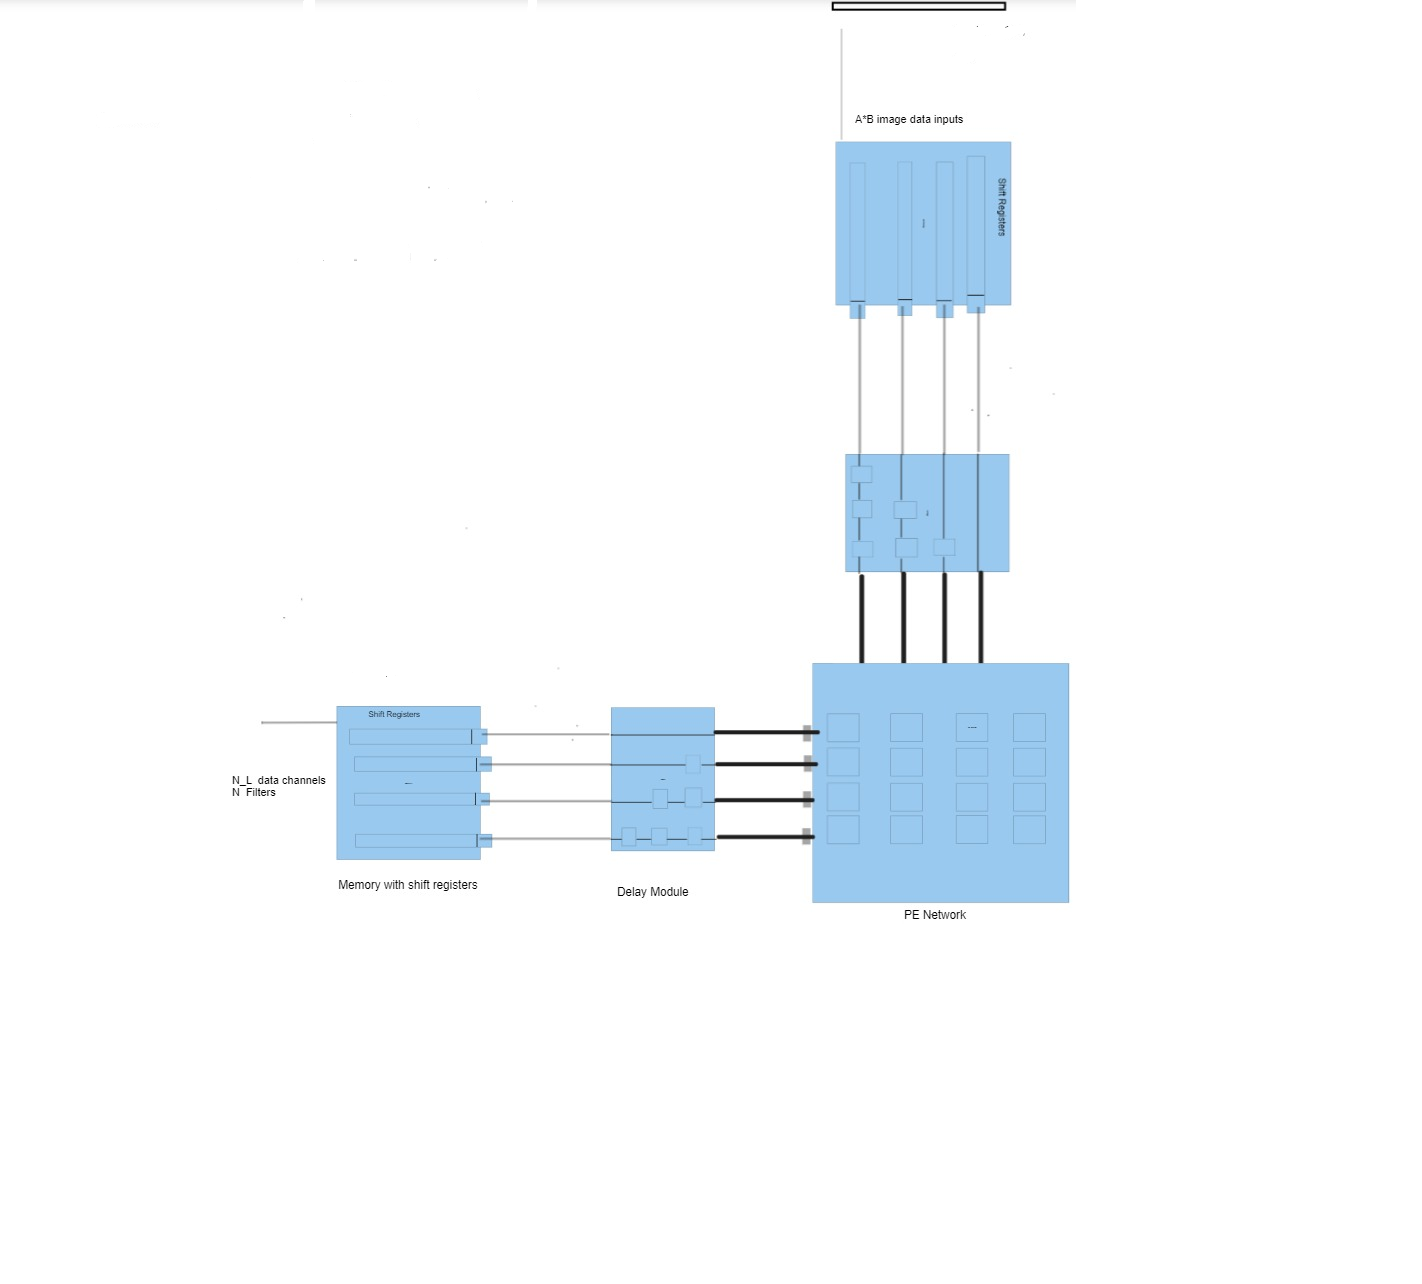 A*B image data inputs
Shift Registers
Shift Registers
N_L data channels
N Filters
Memory with shift registers
Delay Module
PE Network